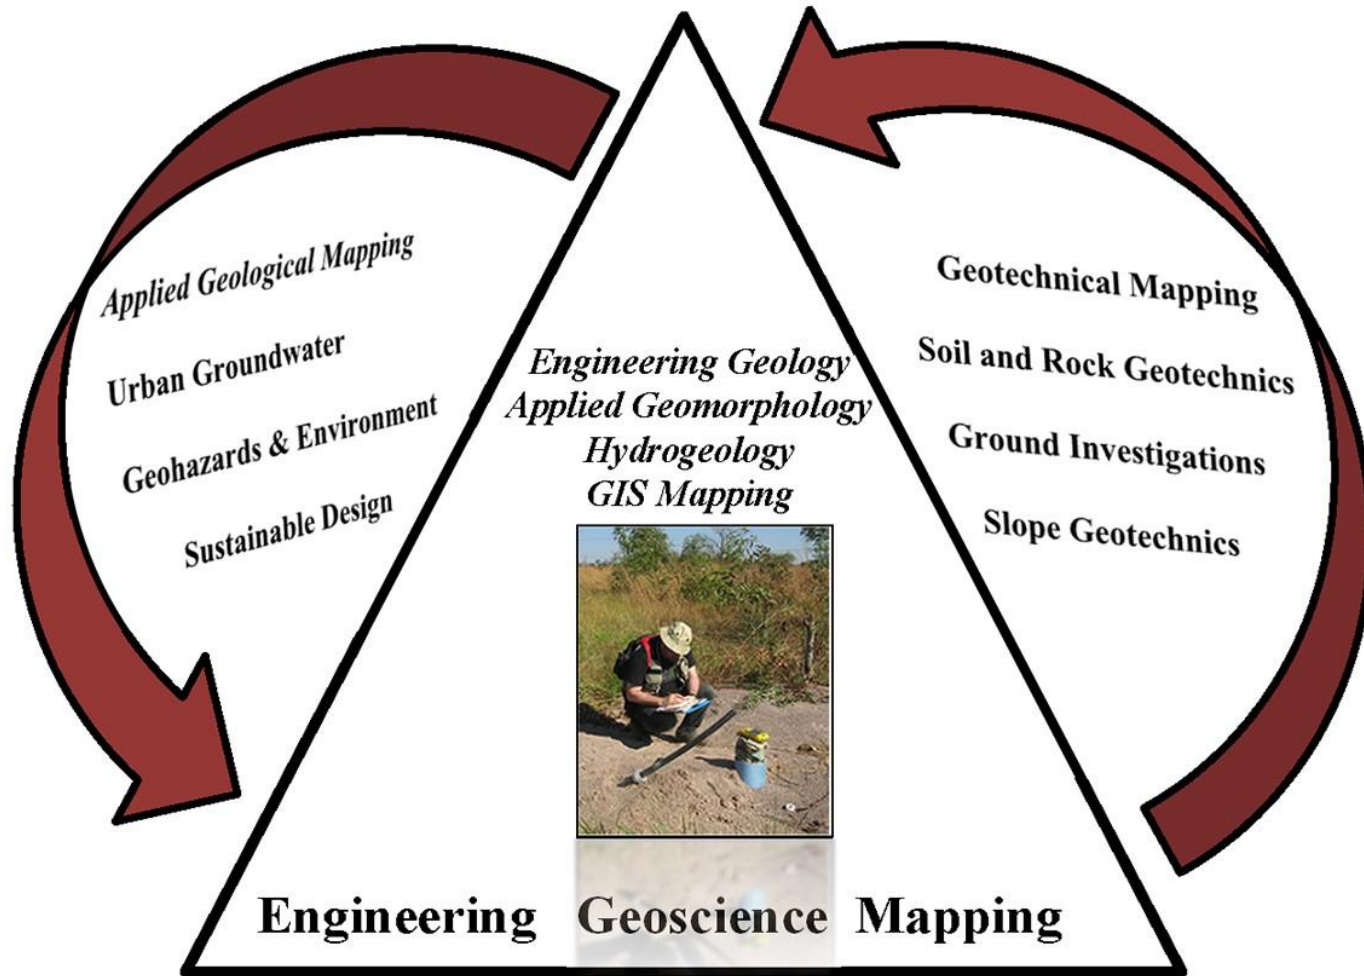 Applied Geological Mapping
Urban Groundwater
Geohazards & Environment
Sustainable Design
Engineering Geology
Applied Geomorphology
Hydrogeology
GIS Mapping
Geotechnical Mapping
Soil and Rock Geotechnics
Ground Investigations
Slope Geotechnics
Engineering Geoscience Mapping